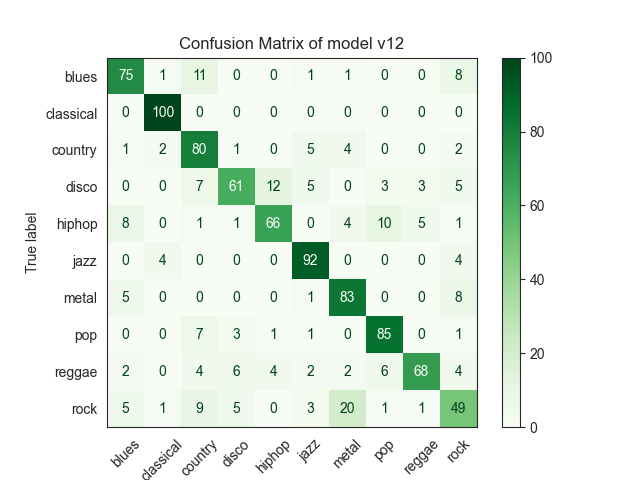 Confusion Matrix of model v12
blues 75 1 11 0 0 1 1 0 0 8
classical 0 100 0 0 0 0 0 0 0 0
country 1 2 80 1 0 5 4 0 0 2
disco 0 0 7 61 12 5 0 3 3 5
hiphop 8 0 1 1 66 0 4 10 5 1
jazz 0 4 0 0 0 92 0 0 0 4
metal 5 0 0 0 0 1 83 0 0 8
pop 0 0 7 3 1 1 0 85 0 1
reggae 2 0 4 6 4 2 2 6 68 4
rock 5 1 9 5 0 3 20 1 1 49
blues classical country disco hiphop jazz metal pop reggae rock
True label
100
80
60
40
20
0